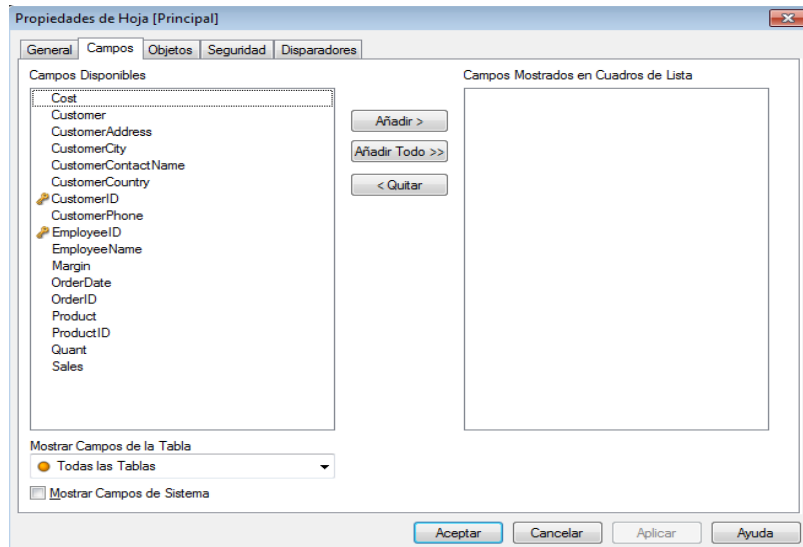 Propiedades de Hoja [Principal]
General Campos Objetos Seguridad Disparadores
Campos Disponibles
Cost
Customer
CustomerAddress
CustomerCity
CustomerContactName
CustomerCountry
CustomerID
CustomerPhone
EmployeeID
EmployeeName
Margin
OrderDate
OrderID
Product
ProductID
Quant
Sales
Añadir >
Añadir Todo >>
< Quitar
Campos Mostrados en Cuadros de Lista
Mostrar Campos de la Tabla
Todas las Tablas
Mostrar Campos de Sistema
Aceptar Cancelar Aplicar Ayuda